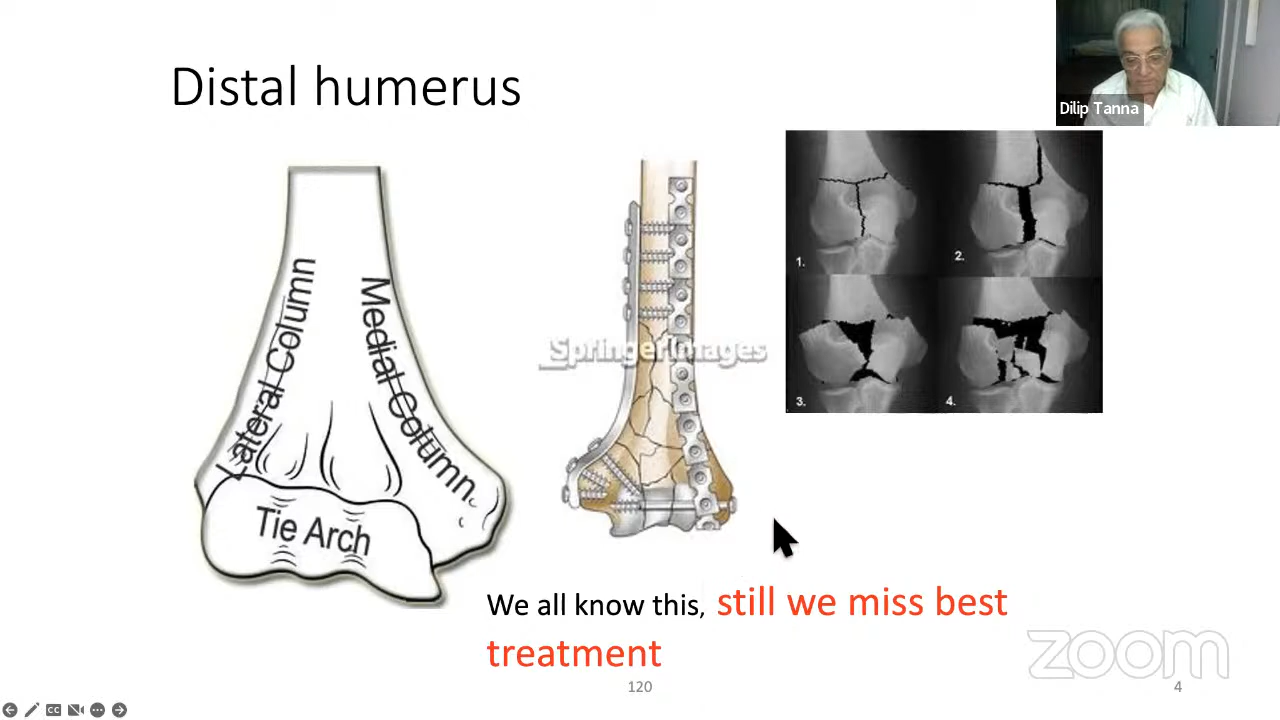 Distal humerus
Dilip Tanna
Lateral Column
Medial Column
Tie Arch
SpringerImages
1.
2.
3.
4.
We all know this, still we miss best
treatment
zoom
120
4
CC